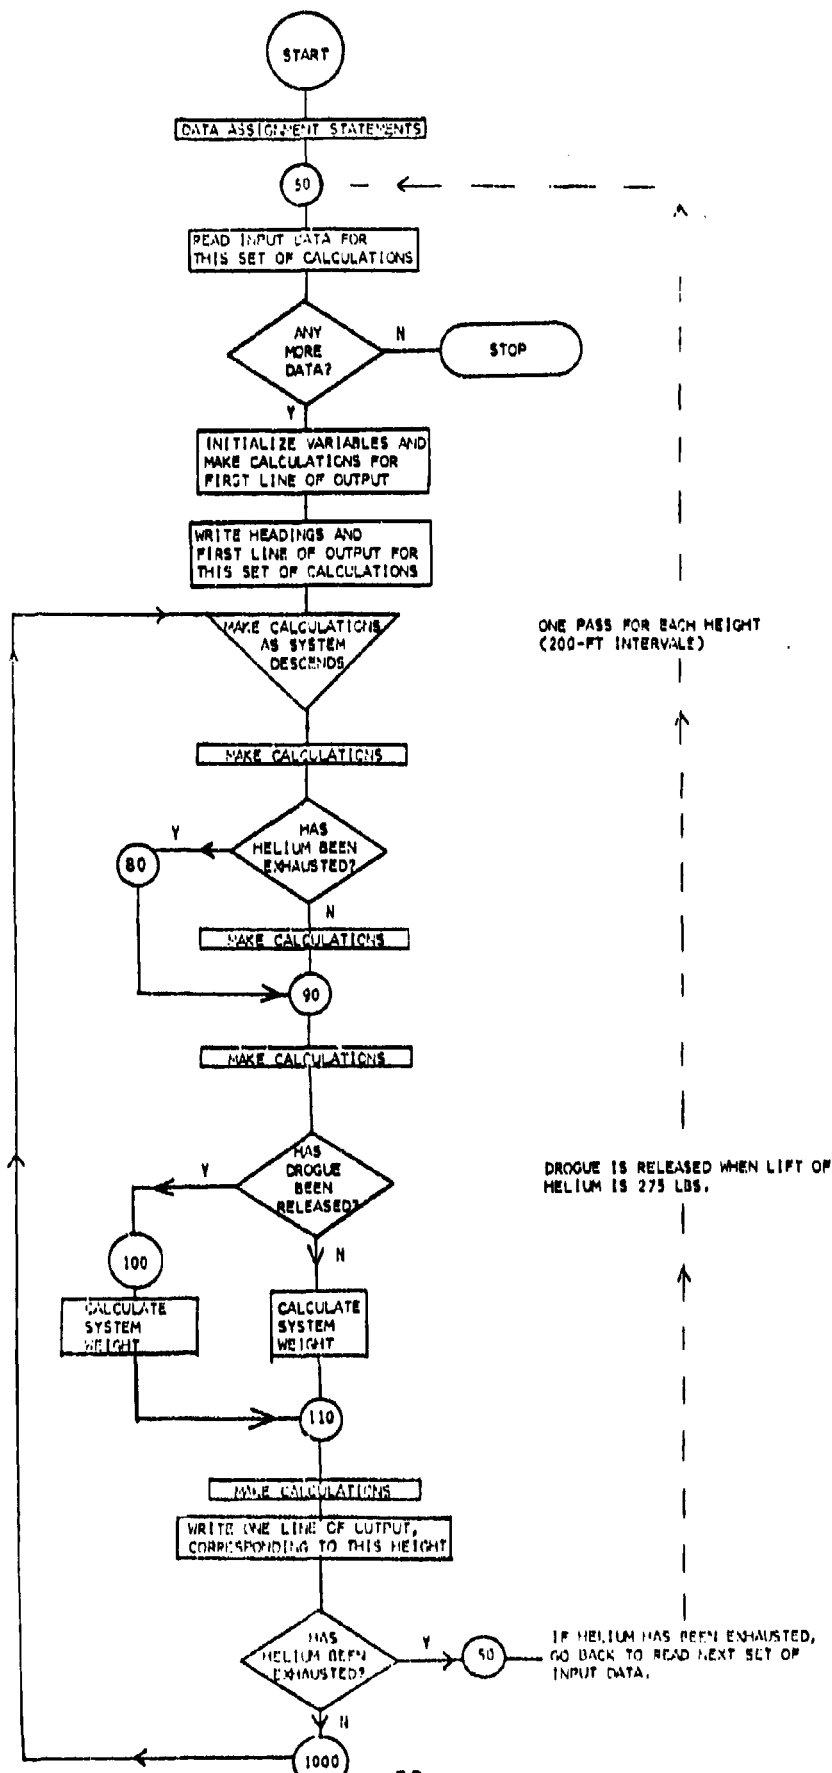 START
DATA ASSIGNMENT STATEMENTS
50
READ INPUT DATA FOR
THIS SET OF CALCULATIONS
ANY
MORE
DATA?
N
STOP
Y
INITIALIZE VARIABLES AND
MAKE CALCULATIONS FOR
FIRST LINE OF OUTPUT
WRITE HEADINGS AND
FIRST LINE OF OUTPUT FOR
THIS SET OF CALCULATIONS
MAKE CALCULATIONS
AS SYSTEM
DESCENDS
ONE PASS FOR EACH HEIGHT
(200-FT INTERVALS)
MAKE CALCULATIONS
HAS
HELIUM BEEN
EXHAUSTED?
Y
80
N
MAKE CALCULATIONS
90
MAKE CALCULATIONS
HAS
DROGUE
BEEN
RELEASED?
Y
N
DROGUE IS RELEASED WHEN LIFT OF
HELIUM IS 275 LBS.
100
CALCULATE
SYSTEM
WEIGHT
CALCULATE
SYSTEM
WEIGHT
110
MAKE CALCULATIONS
WRITE ONE LINE OF OUTPUT,
CORRESPONDING TO THIS HEIGHT
HAS
HELIUM BEEN
EXHAUSTED?
Y
50
IF HELIUM HAS BEEN EXHAUSTED,
GO BACK TO READ NEXT SET OF
INPUT DATA.
N
1000